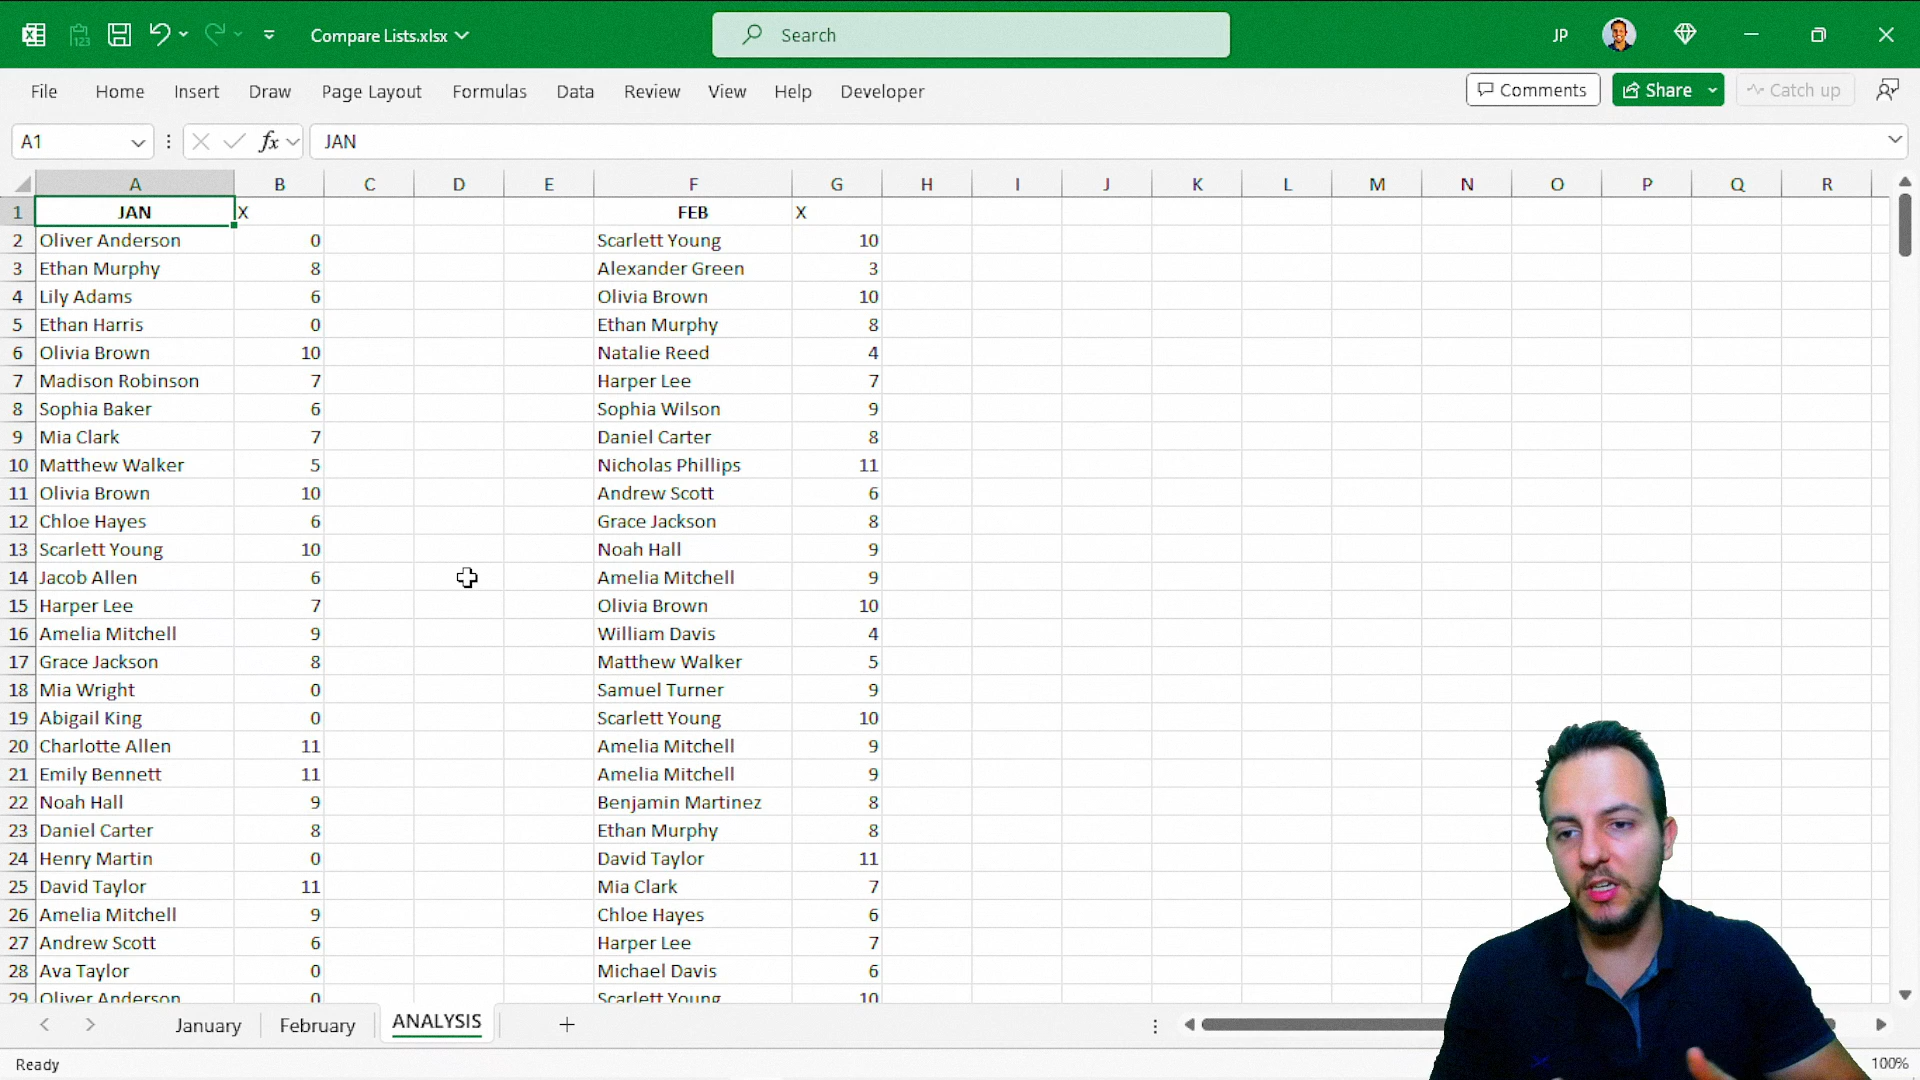 Compare Lists.xlsx
Search
JP
File Home Insert Draw Page Layout Formulas Data Review View Help Developer
Comments Share Catch up
A1 fx JAN
A B C D E F G H I J K L M N O P Q R
1 JAN X FEB X
2 Oliver Anderson 0 Scarlett Young 10
3 Ethan Murphy 8 Alexander Green 3
4 Lily Adams 6 Olivia Brown 10
5 Ethan Harris 0 Ethan Murphy 8
6 Olivia Brown 10 Natalie Reed 4
7 Madison Robinson 7 Harper Lee 7
8 Sophia Baker 6 Sophia Wilson 9
9 Mia Clark 7 Daniel Carter 8
10 Matthew Walker 5 Nicholas Phillips 11
11 Olivia Brown 10 Andrew Scott 6
12 Chloe Hayes 6 Grace Jackson 8
13 Scarlett Young 10 Noah Hall 9
14 Jacob Allen 6 Amelia Mitchell 9
15 Harper Lee 7 Olivia Brown 10
16 Amelia Mitchell 9 William Davis 4
17 Grace Jackson 8 Matthew Walker 5
18 Mia Wright 0 Samuel Turner 9
19 Abigail King 0 Scarlett Young 10
20 Charlotte Allen 11 Amelia Mitchell 9
21 Emily Bennett 11 Amelia Mitchell 9
22 Noah Hall 9 Benjamin Martinez 8
23 Daniel Carter 8 Ethan Murphy 8
24 Henry Martin 0 David Taylor 11
25 David Taylor 11 Mia Clark 7
26 Amelia Mitchell 9 Chloe Hayes 6
27 Andrew Scott 6 Harper Lee 7
28 Ava Taylor 0 Michael Davis 6
29 Oliver Anderson 0 Scarlett Young 10
January February ANALYSIS
Ready 100%